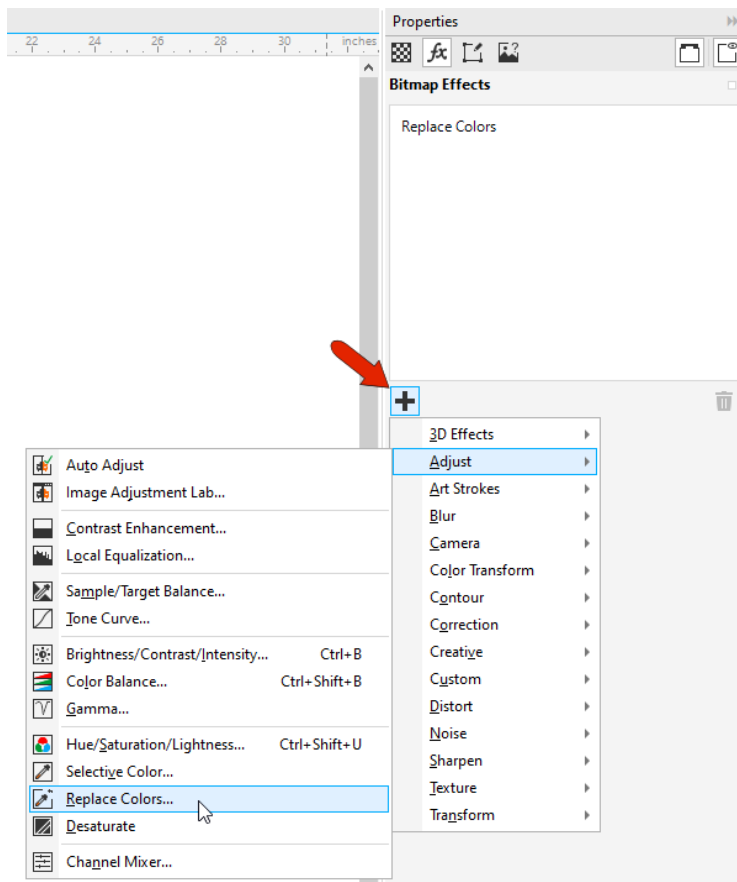 Properties
22 24 26 28 30 inches
Bitmap Effects
Replace Colors
3D Effects
Adjust
Art Strokes
Blur
Camera
Color Transform
Contour
Correction
Creative
Custom
Distort
Noise
Sharpen
Texture
Transform
Auto Adjust
Image Adjustment Lab...
Contrast Enhancement...
Local Equalization...
Sample/Target Balance...
Tone Curve...
Brightness/Contrast/Intensity... Ctrl+B
Color Balance... Ctrl+Shift+B
Gamma...
Hue/Saturation/Lightness... Ctrl+Shift+U
Selective Color...
Replace Colors...
Desaturate
Channel Mixer...